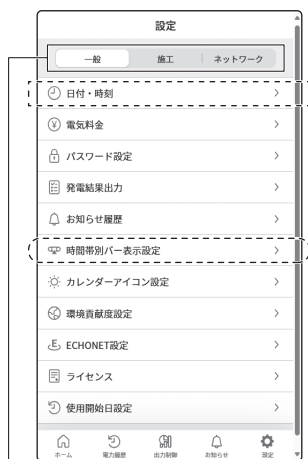 設定
一般 施工 ネットワーク
日付・時刻
電気料金
パスワード設定
発電結果出力
お知らせ履歴
時間帯別バー表示設定
カレンダーアイコン設定
環境貢献度設定
ECHONET設定
ライセンス
使用開始日設定
ホーム 電力履歴 出力制御 お知らせ 設定